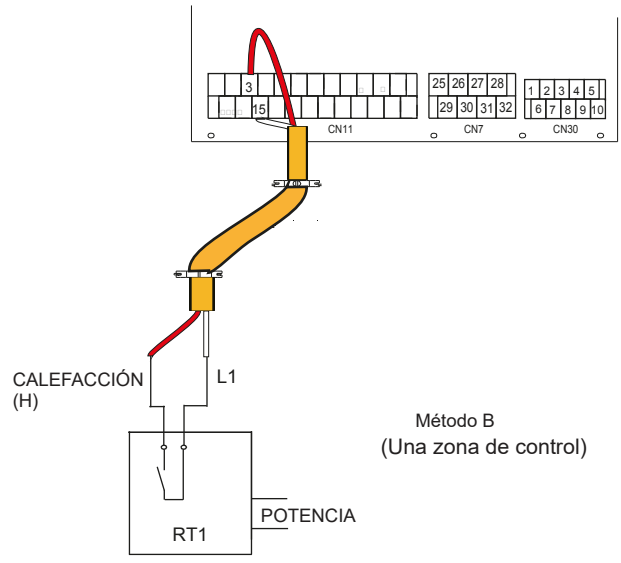 3
25 26 27 28
1 2 3 4 5
15
29 30 31 32
6 7 8 9 10
CN11
CN7
CN30
CALEFACCIÓN
(H)
L1
Método B
(Una zona de control)
POTENCIA
RT1